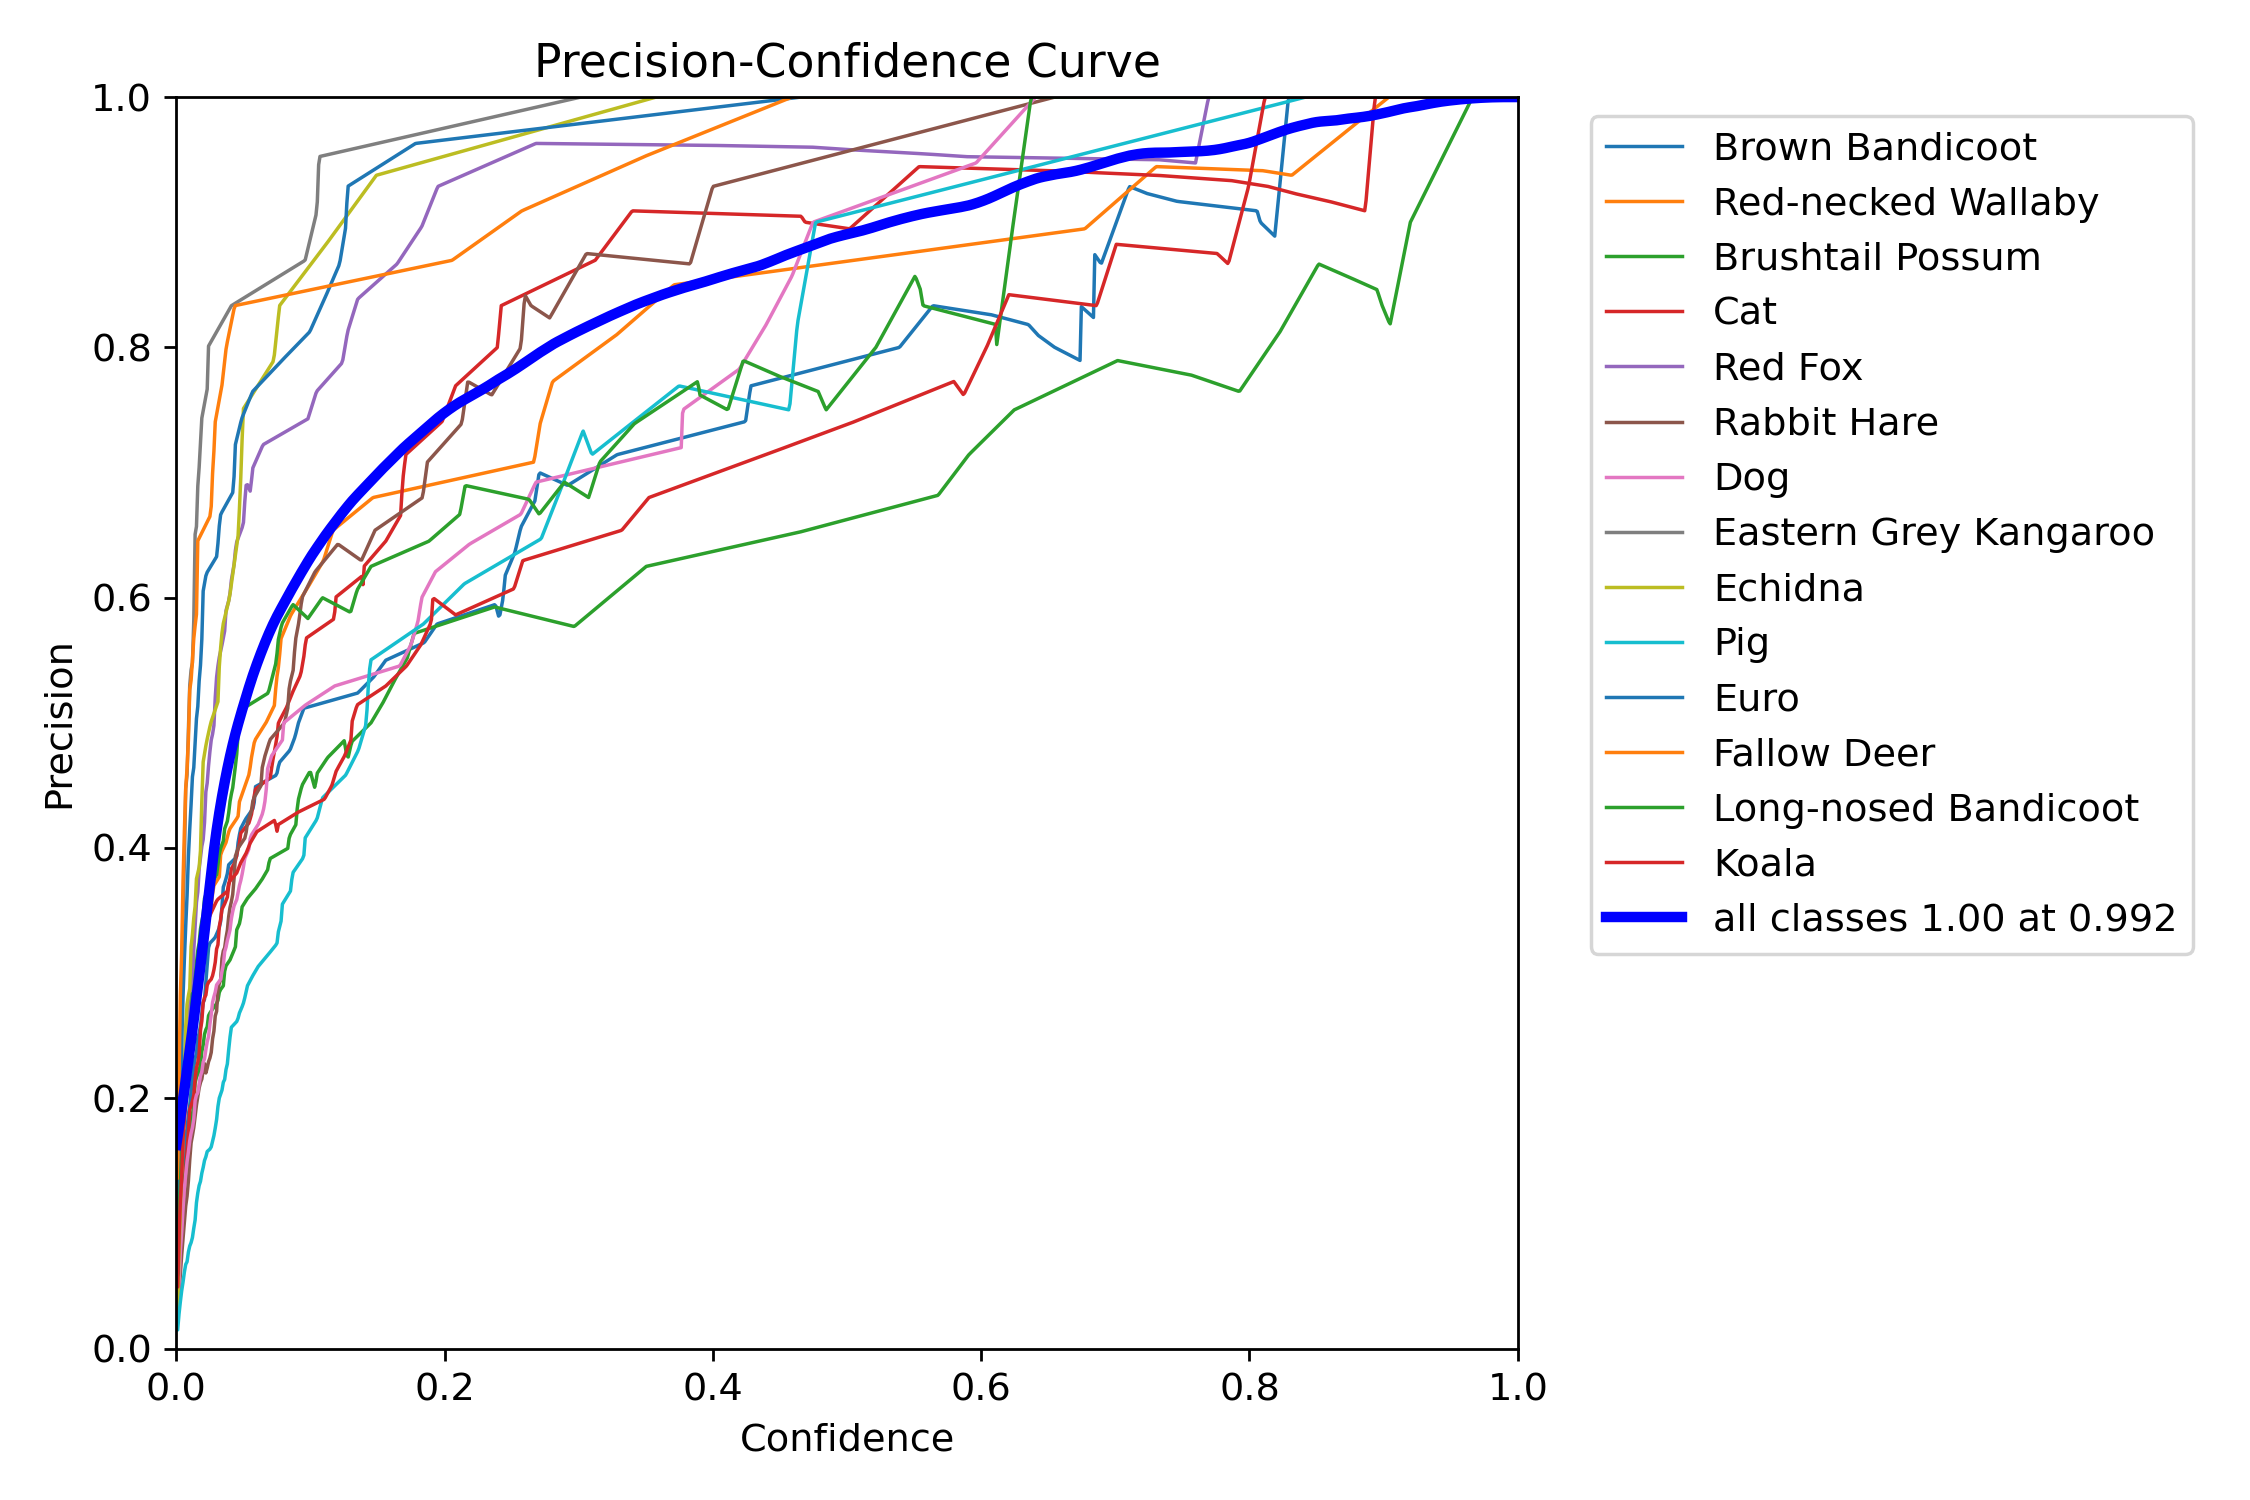 Precision-Confidence Curve
1.0
0.8
0.6
0.4
0.2
0.0
Precision
0.0 0.2 0.4 0.6 0.8 1.0
Confidence
Brown Bandicoot
Red-necked Wallaby
Brushtail Possum
Cat
Red Fox
Rabbit Hare
Dog
Eastern Grey Kangaroo
Echidna
Pig
Euro
Fallow Deer
Long-nosed Bandicoot
Koala
all classes 1.00 at 0.992